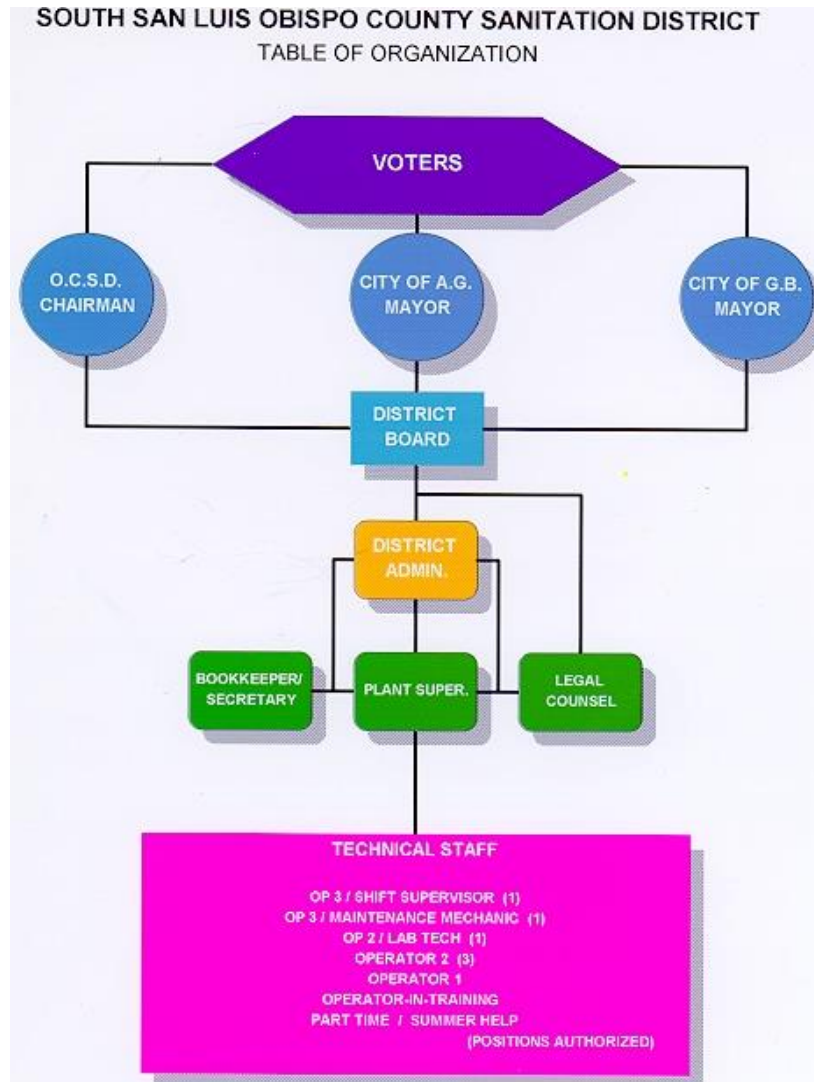 SOUTH SAN LUIS OBISPO COUNTY SANITATION DISTRICT
TABLE OF ORGANIZATION
VOTERS
O.C.S.D.
CHAIRMAN
CITY OF A.G.
MAYOR
CITY OF G.B.
MAYOR
DISTRICT
BOARD
DISTRICT
ADMIN.
BOOKKEEPER/
SECRETARY
PLANT SUPER.
LEGAL
COUNSEL
TECHNICAL STAFF
OP 3 / SHIFT SUPERVISOR (1)
OP 3 / MAINTENANCE MECHANIC (1)
OP 2 / LAB TECH (1)
OPERATOR 2 (3)
OPERATOR 1
OPERATOR-IN-TRAINING
PART TIME / SUMMER HELP
(POSITIONS AUTHORIZED)